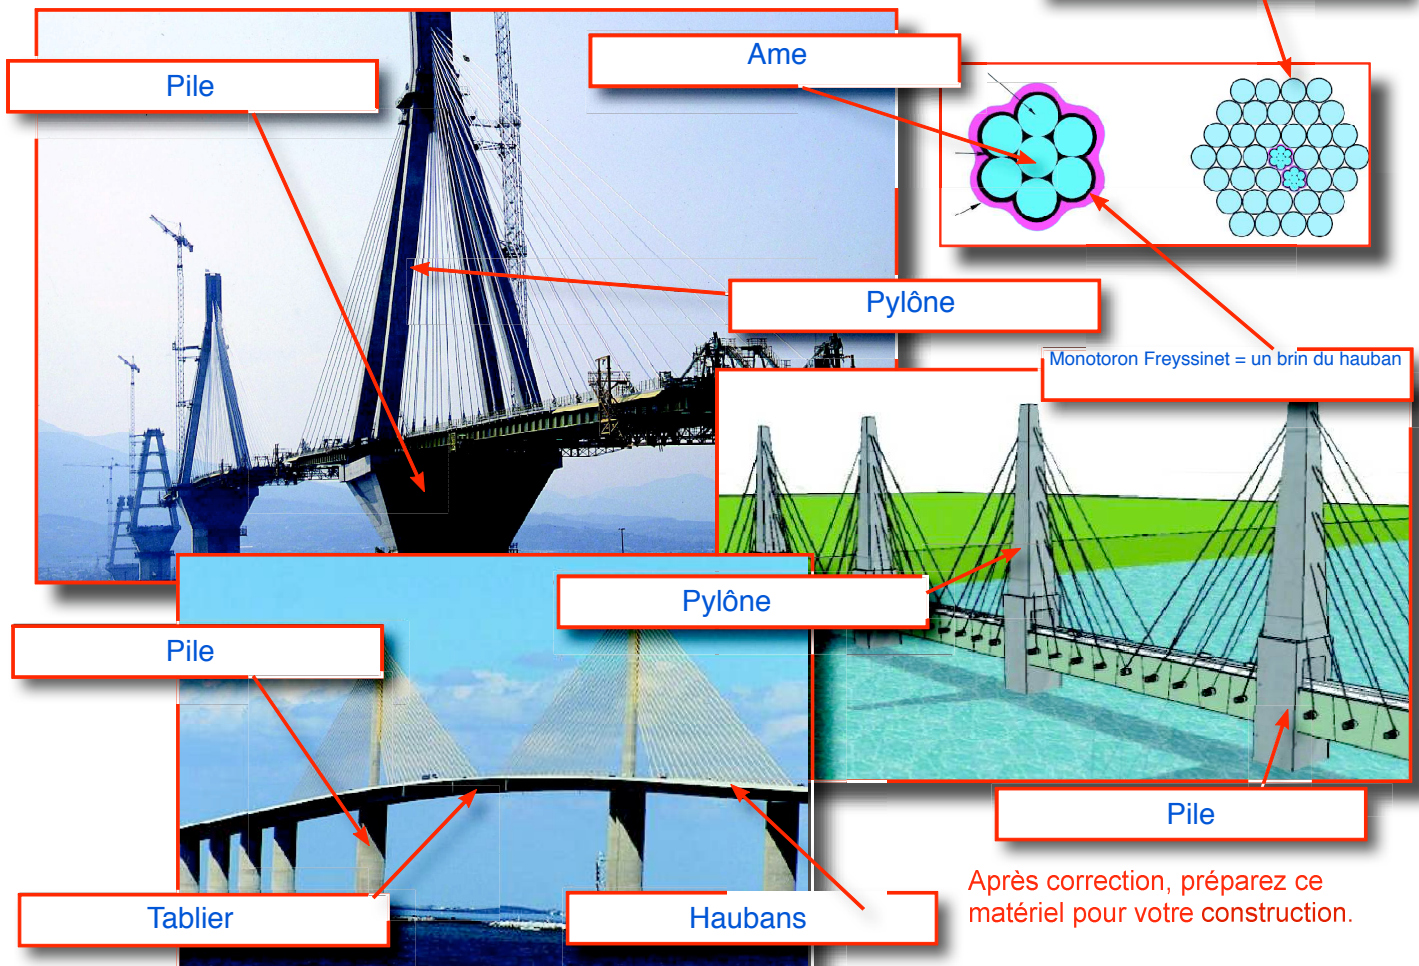 Ame
Pile
Pylône
Monotoron Freyssinet = un brin du hauban
Pylône
Pile
Pile
Tablier
Haubans
Après correction, préparez ce
matériel pour votre construction.